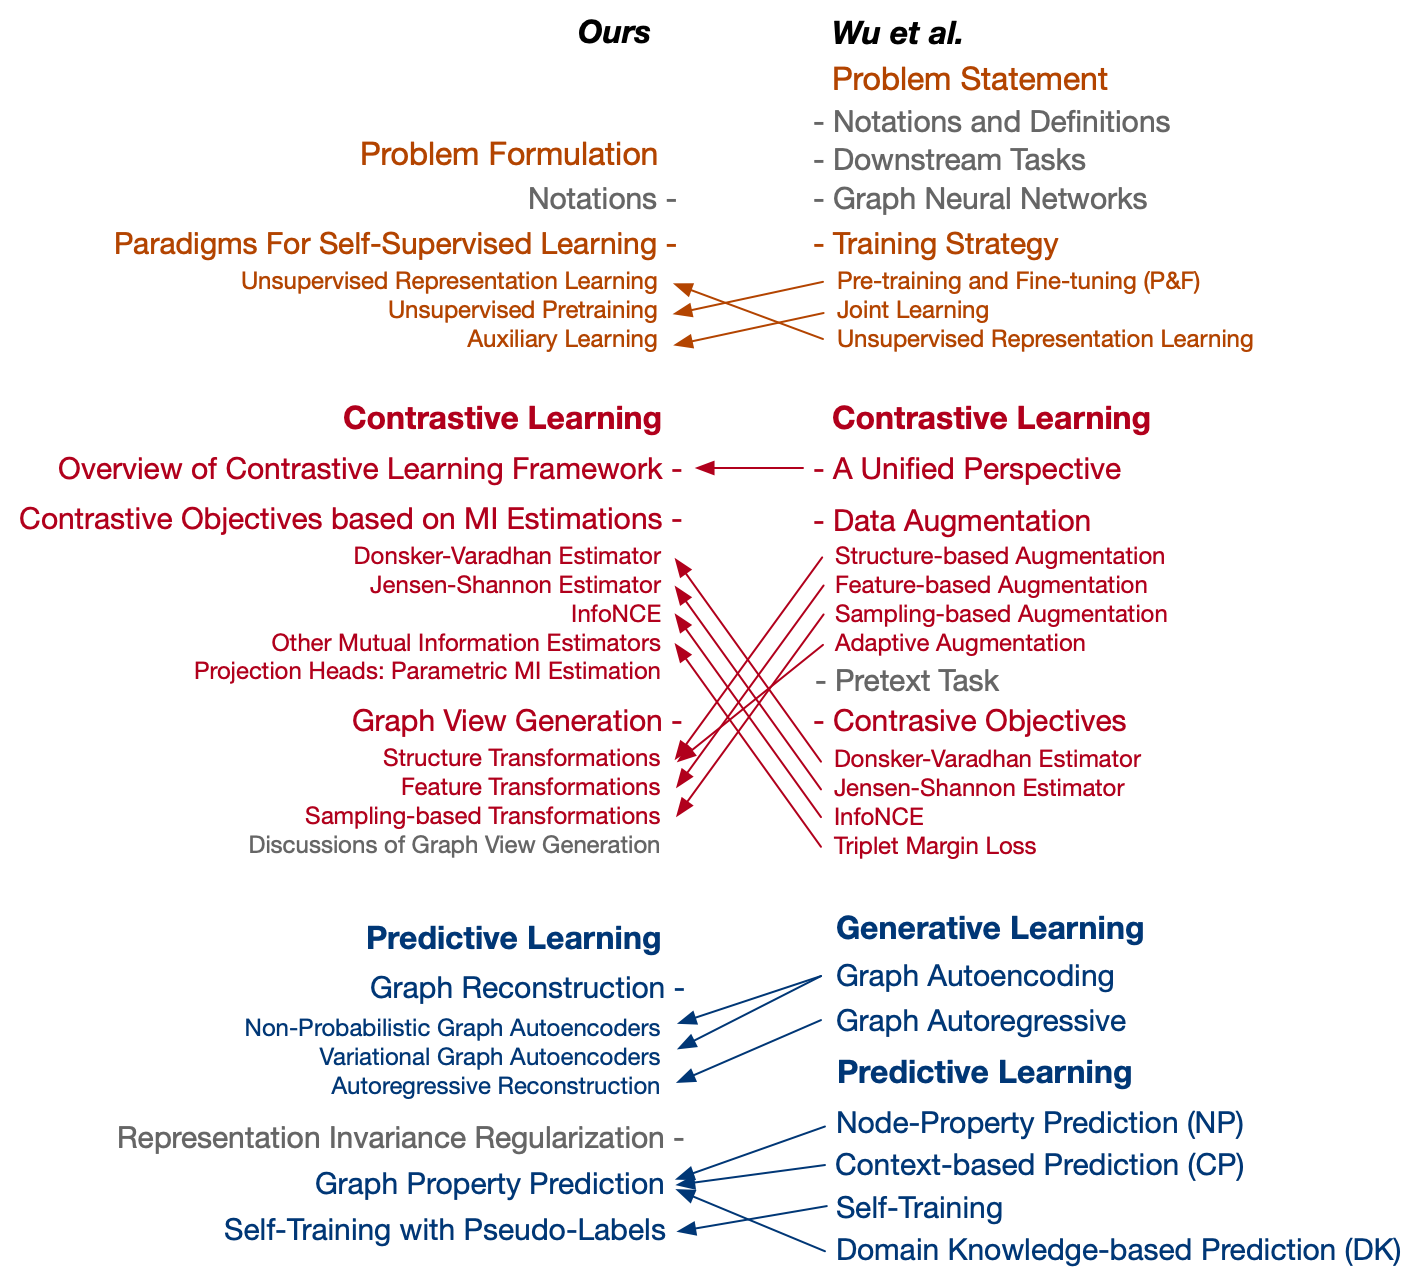 Ours
Problem Formulation
Notations -
Paradigms For Self-Supervised Learning -
Unsupervised Representation Learning
Unsupervised Pretraining
Auxiliary Learning
Contrastive Learning
Overview of Contrastive Learning Framework -
Contrastive Objectives based on MI Estimations -
Donsker-Varadhan Estimator
Jensen-Shannon Estimator
InfoNCE
Other Mutual Information Estimators
Projection Heads: Parametric MI Estimation
Graph View Generation -
Structure Transformations
Feature Transformations
Sampling-based Transformations
Discussions of Graph View Generation
Predictive Learning
Graph Reconstruction -
Non-Probabilistic Graph Autoencoders
Variational Graph Autoencoders
Autoregressive Reconstruction
Representation Invariance Regularization -
Graph Property Prediction
Self-Training with Pseudo-Labels
Wu et al.
Problem Statement
- Notations and Definitions
- Downstream Tasks
- Graph Neural Networks
- Training Strategy
Pre-training and Fine-tuning (P&F)
Joint Learning
Unsupervised Representation Learning
Contrastive Learning
- A Unified Perspective
- Data Augmentation
Structure-based Augmentation
Feature-based Augmentation
Sampling-based Augmentation
Adaptive Augmentation
- Pretext Task
- Contrasive Objectives
Donsker-Varadhan Estimator
Jensen-Shannon Estimator
InfoNCE
Triplet Margin Loss
Generative Learning
Graph Autoencoding
Graph Autoregressive
Predictive Learning
Node-Property Prediction (NP)
Context-based Prediction (CP)
Self-Training
Domain Knowledge-based Prediction (DK)